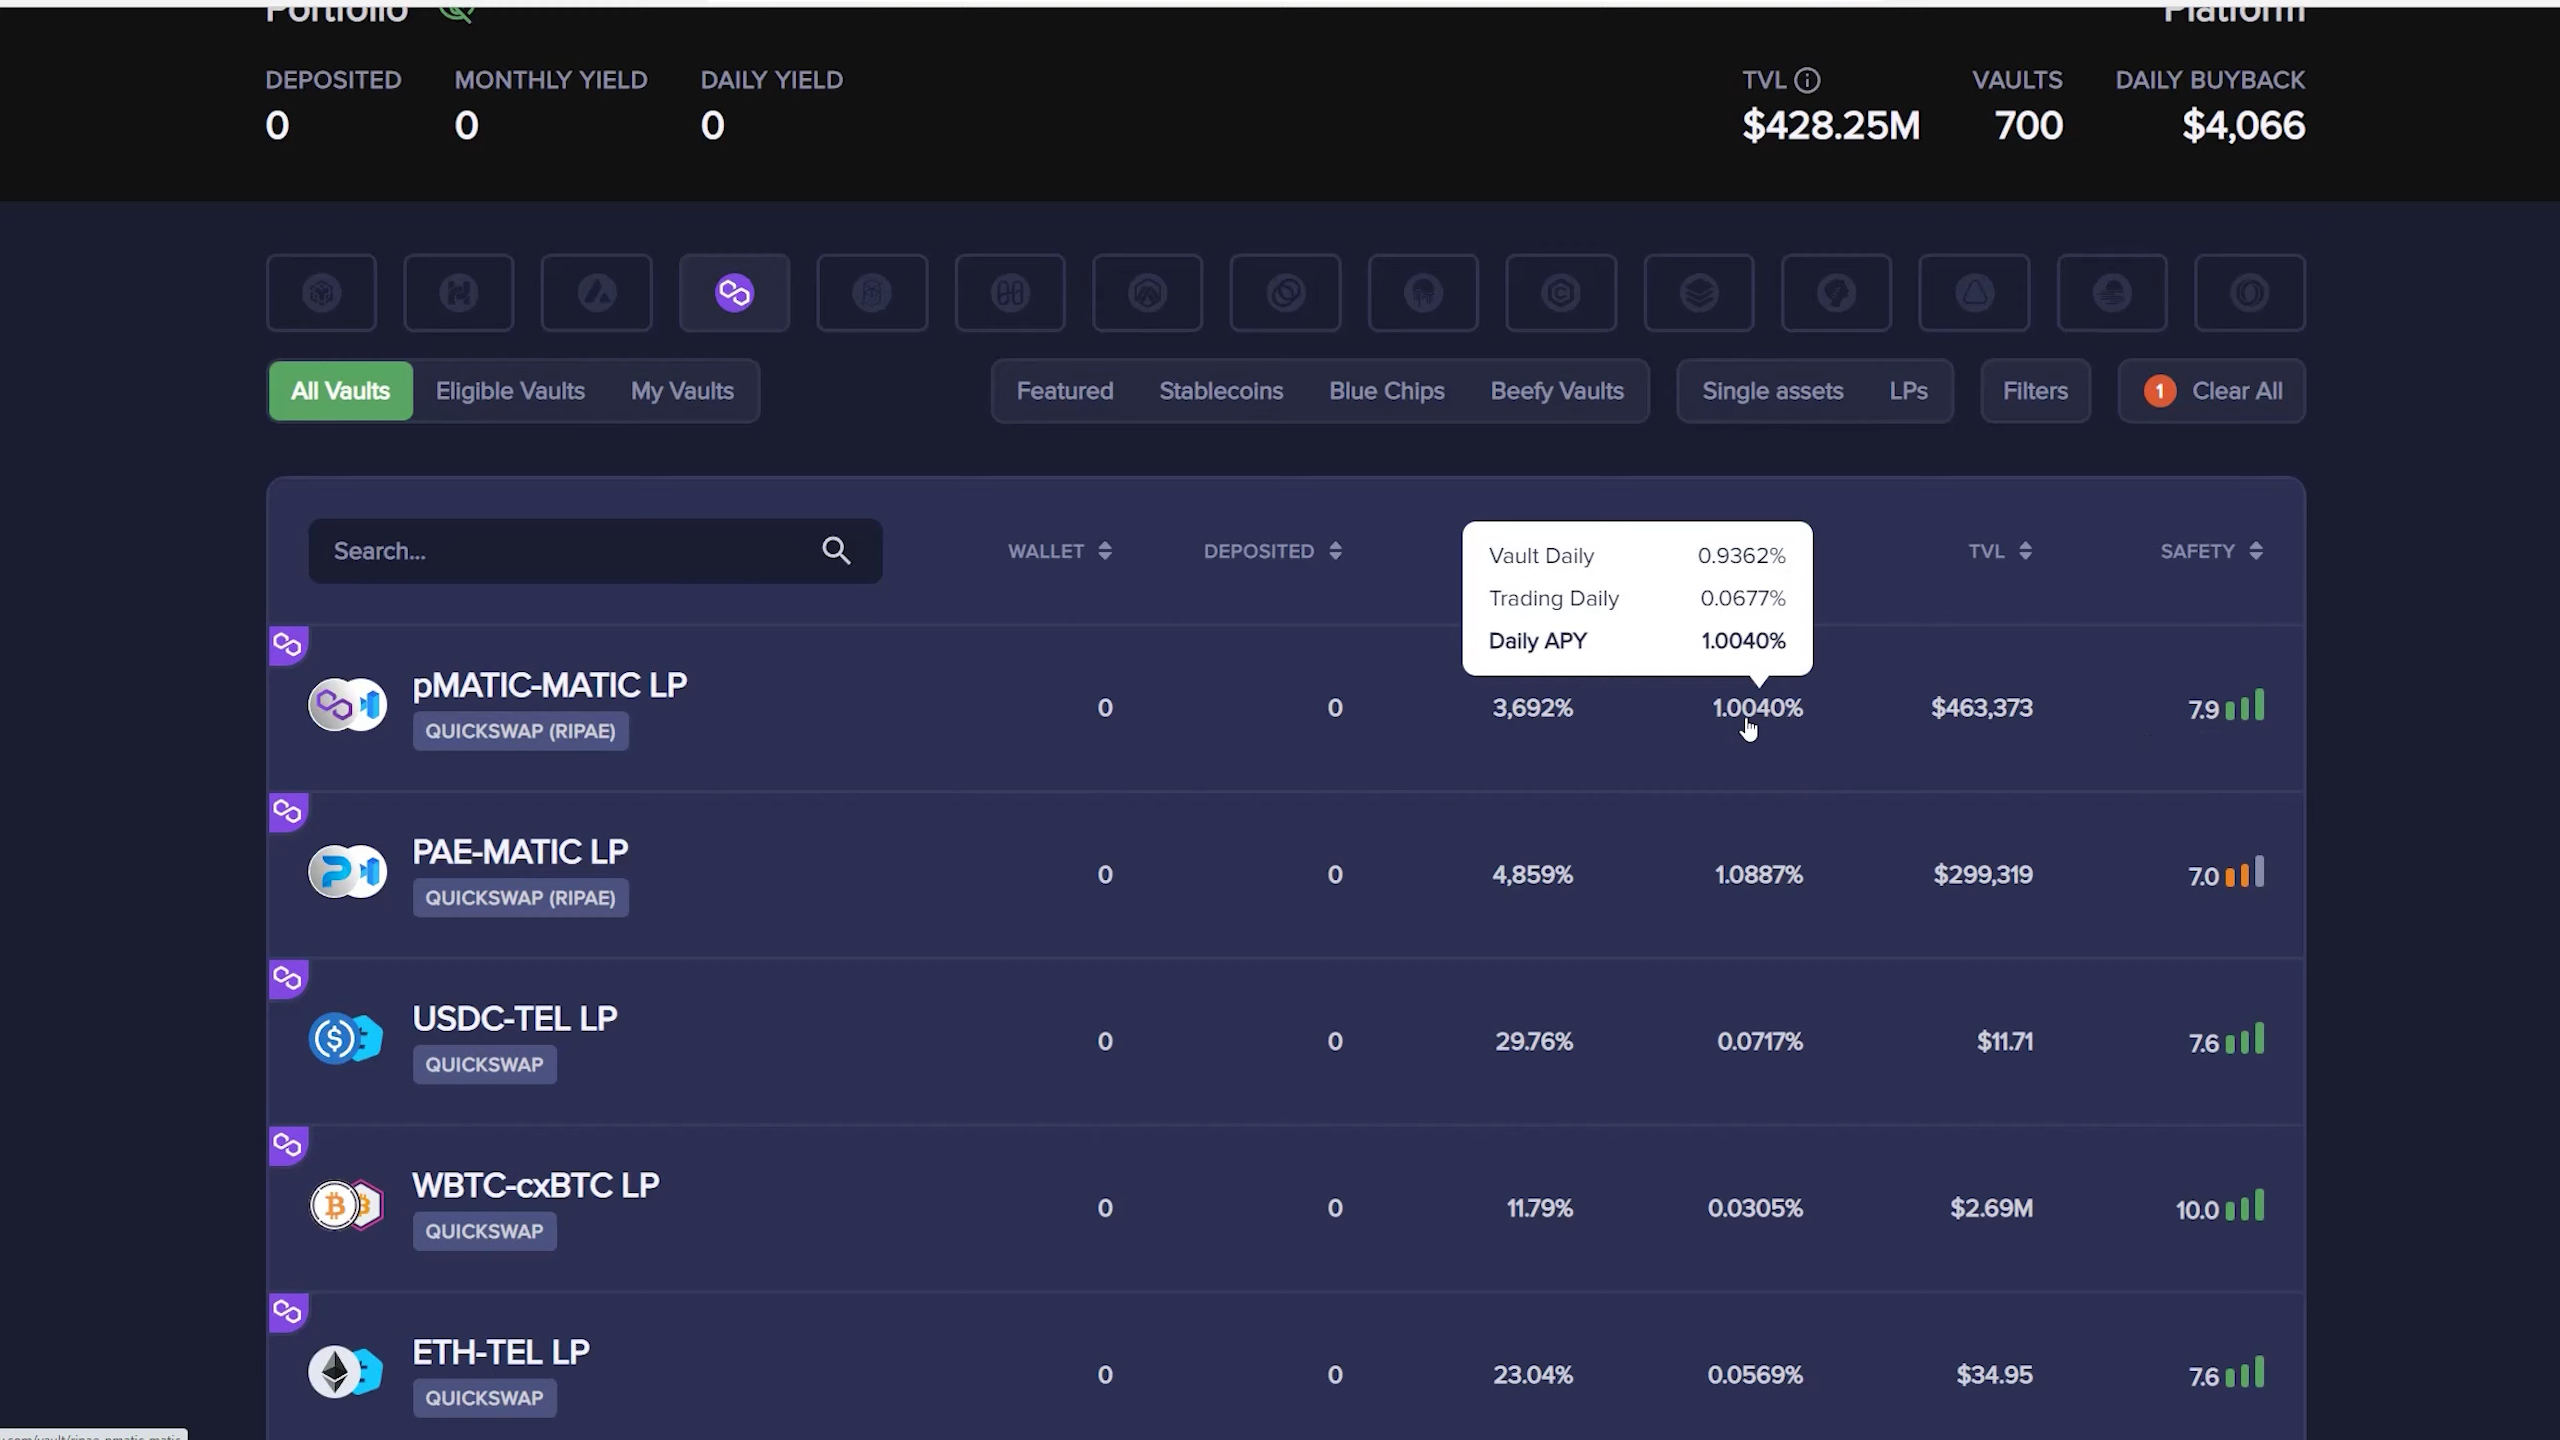 Portfolio
Platform
DEPOSITED MONTHLY YIELD DAILY YIELD
0 0 0
TVL VAULTS DAILY BUYBACK
$428.25M 700 $4,066
All Vaults Eligible Vaults My Vaults
Featured Stablecoins Blue Chips Beefy Vaults
Single assets LPs
Filters
1 Clear All
Search...
WALLET DEPOSITED TVL SAFETY
Vault Daily 0.9362%
Trading Daily 0.0677%
Daily APY 1.0040%
pMATIC-MATIC LP
QUICKSWAP (RIPAE)
0 0 3,692% 1.0040% $463,373 7.9
PAE-MATIC LP
QUICKSWAP (RIPAE)
0 0 4,859% 1.0887% $299,319 7.0
USDC-TEL LP
QUICKSWAP
0 0 29.76% 0.0717% $11.71 7.6
WBTC-cxBTC LP
QUICKSWAP
0 0 11.79% 0.0305% $2.69M 10.0
ETH-TEL LP
QUICKSWAP
0 0 23.04% 0.0569% $34.95 7.6